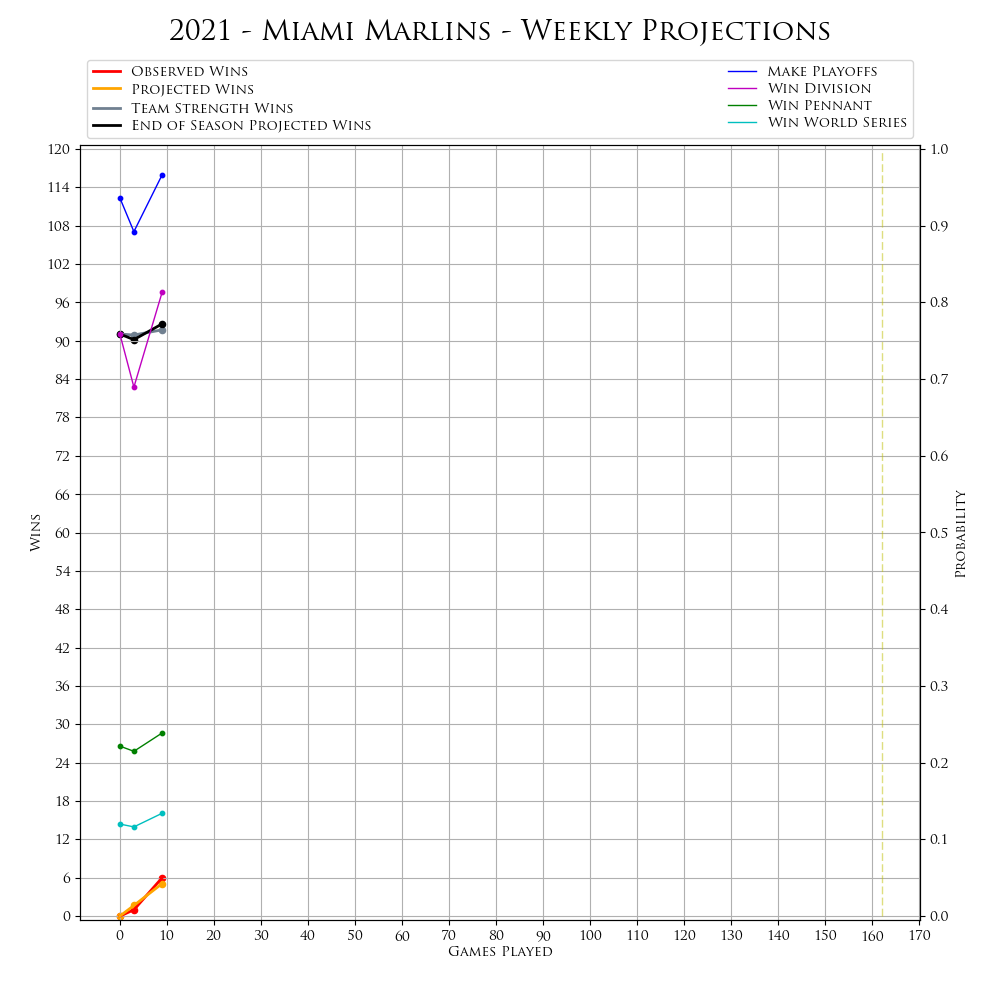 2021 - Miami Marlins - Weekly Projections
Observed Wins
Projected Wins
Team Strength Wins
End of Season Projected Wins
Make Playoffs
Win Division
Win Pennant
Win World Series
120
114
108
102
96
90
84
78
72
66
60
54
48
42
36
30
24
18
12
6
0
Wins
1.0
0.9
0.8
0.7
0.6
0.5
0.4
0.3
0.2
0.1
0.0
Probability
0 10 20 30 40 50 60 70 80 90 100 110 120 130 140 150 160 170
Games Played